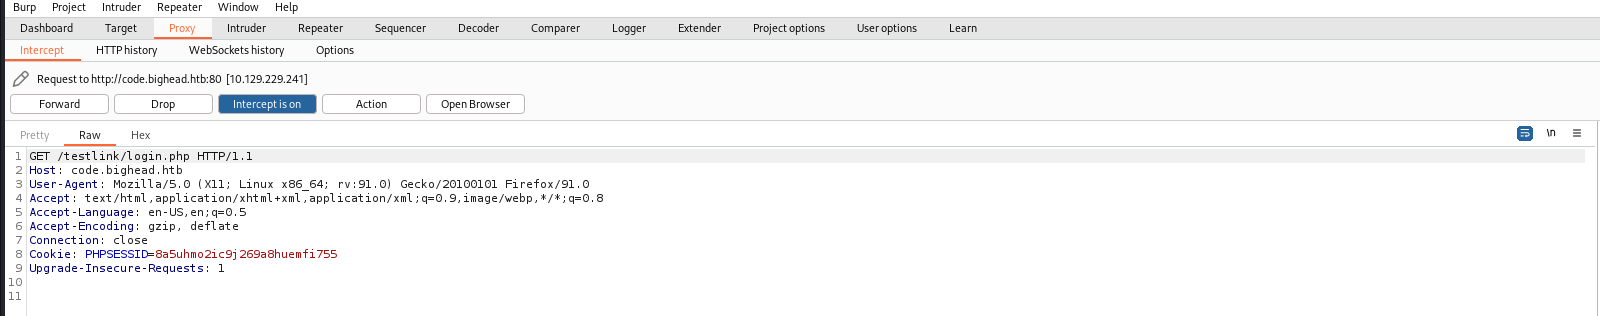 Burp Project Intruder Repeater Window Help
Dashboard Target Proxy Intruder Repeater Sequencer Decoder Comparer Logger Extender Project options User options Learn
Intercept HTTP history WebSockets history Options
Request to http://code.bighead.htb:80 [10.129.229.241]
Forward Drop Intercept is on Action Open Browser
Pretty Raw Hex \n
1 GET /testlink/login.php HTTP/1.1
2 Host: code.bighead.htb
3 User-Agent: Mozilla/5.0 (X11; Linux x86_64; rv:91.0) Gecko/20100101 Firefox/91.0
4 Accept: text/html,application/xhtml+xml,application/xml;q=0.9,image/webp,*/*;q=0.8
5 Accept-Language: en-US,en;q=0.5
6 Accept-Encoding: gzip, deflate
7 Connection: close
8 Cookie: PHPSESSID=8a5uhmo2ic9j269a8huemfi755
9 Upgrade-Insecure-Requests: 1
10
11